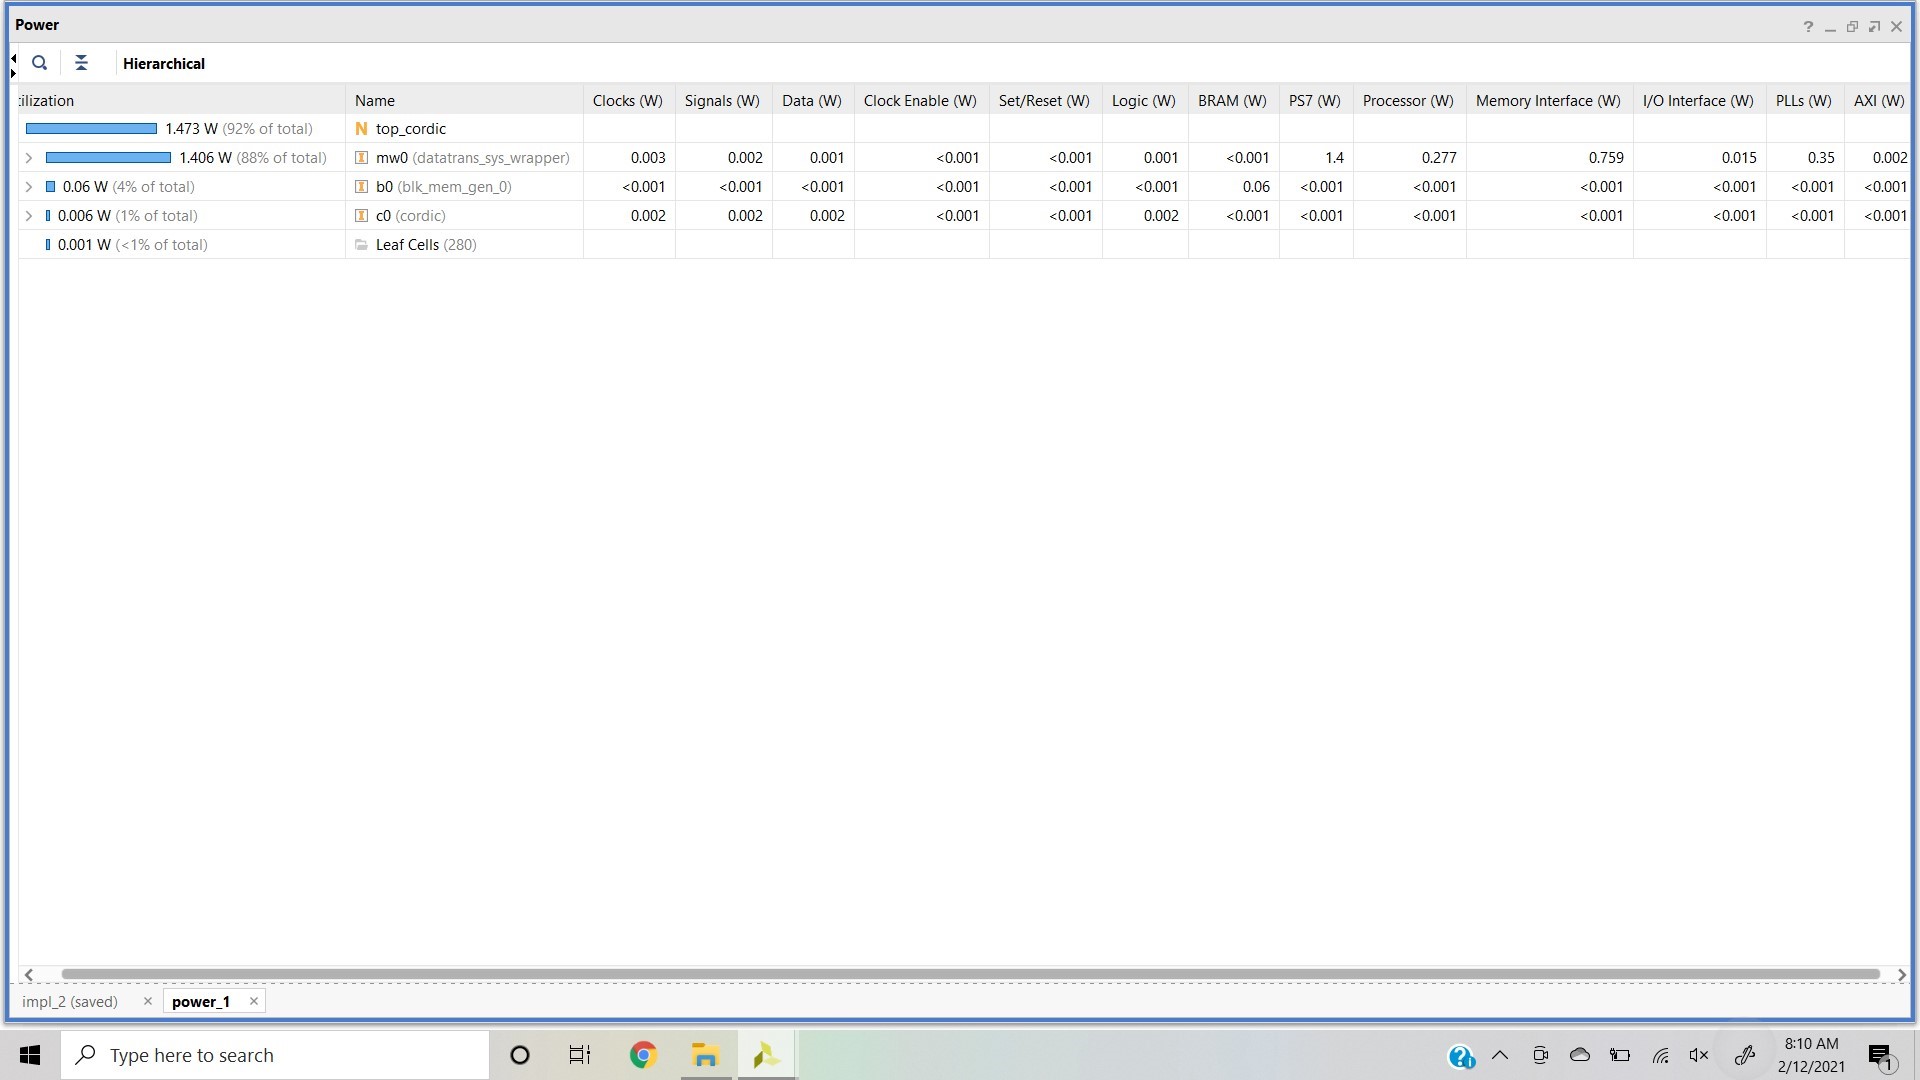 Power
Hierarchical
ilization Name Clocks (W) Signals (W) Data (W) Clock Enable (W) Set/Reset (W) Logic (W) BRAM (W) PS7 (W) Processor (W) Memory Interface (W) I/O Interface (W) PLLs (W) AXI (W)
1.473 W (92% of total) N top_cordic
1.406 W (88% of total) I mw0 (datatrans_sys_wrapper) 0.003 0.002 0.001 <0.001 <0.001 0.001 <0.001 1.4 0.277 0.759 0.015 0.35 0.002
0.06 W (4% of total) I b0 (blk_mem_gen_0) <0.001 <0.001 <0.001 <0.001 <0.001 <0.001 0.06 <0.001 <0.001 <0.001 <0.001 <0.001 <0.001
0.006 W (1% of total) I c0 (cordic) 0.002 0.002 0.002 <0.001 <0.001 0.002 <0.001 <0.001 <0.001 <0.001 <0.001 <0.001 <0.001
0.001 W (<1% of total) Leaf Cells (280)
impl_2 (saved) power_1
Type here to search
8:10 AM
2/12/2021
1